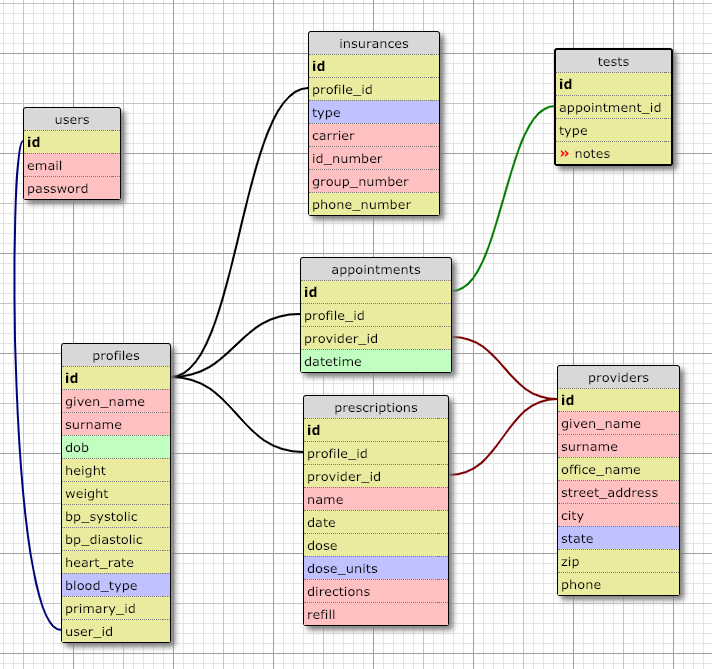 users
id
email
password
insurances
id
profile_id
type
carrier
id_number
group_number
phone_number
tests
id
appointment_id
type
» notes
appointments
id
profile_id
provider_id
datetime
profiles
id
given_name
surname
dob
height
weight
bp_systolic
bp_diastolic
heart_rate
blood_type
primary_id
user_id
prescriptions
id
profile_id
provider_id
name
date
dose
dose_units
directions
refill
providers
id
given_name
surname
office_name
street_address
city
state
zip
phone